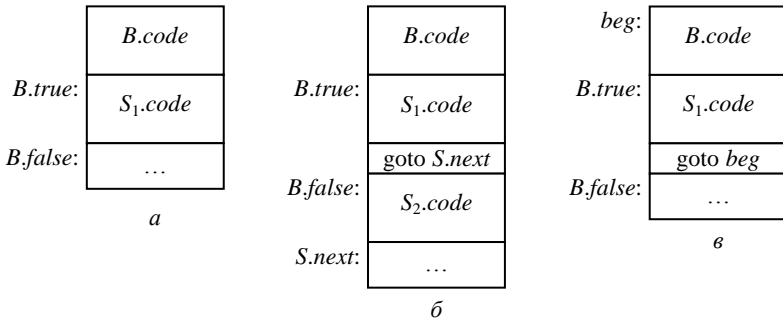 B.code
B.true:
S₁.code
B.false:
…
а
B.code
B.true:
S₁.code
goto S.next
B.false:
S₂.code
S.next:
…
б
beg:
B.code
B.true:
S₁.code
goto beg
B.false:
…
в